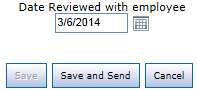 Date Reviewed with employee
3/6/2014
Save Save and Send Cancel